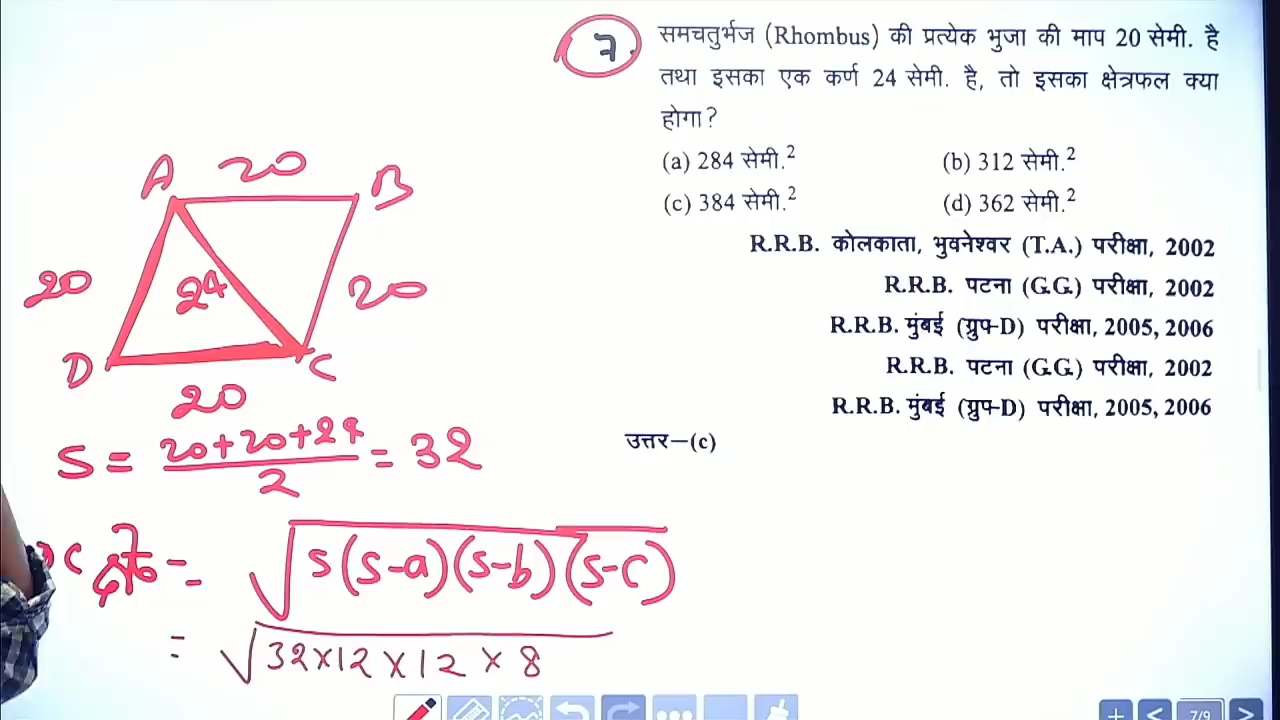 7
समचतुर्भज (Rhombus) की प्रत्येक भुजा की माप 20 सेमी. है
तथा इसका एक कर्ण 24 सेमी. है, तो इसका क्षेत्रफल क्या
होगा?
(a) 284 सेमी.² (b) 312 सेमी.²
(c) 384 सेमी.² (d) 362 सेमी.²
R.R.B. कोलकाता, भुवनेश्वर (T.A.) परीक्षा, 2002
R.R.B. पटना (G.G.) परीक्षा, 2002
R.R.B. मुंबई (ग्रुप-D) परीक्षा, 2005, 2006
R.R.B. पटना (G.G.) परीक्षा, 2002
R.R.B. मुंबई (ग्रुप-D) परीक्षा, 2005, 2006
उत्तर–(c)
A 20 B
20 24 20
D C
20
S = 20+20+24 / 2 = 32
= √s(s-a)(s-b)(s-c)
= √32×12×12×8
7/9